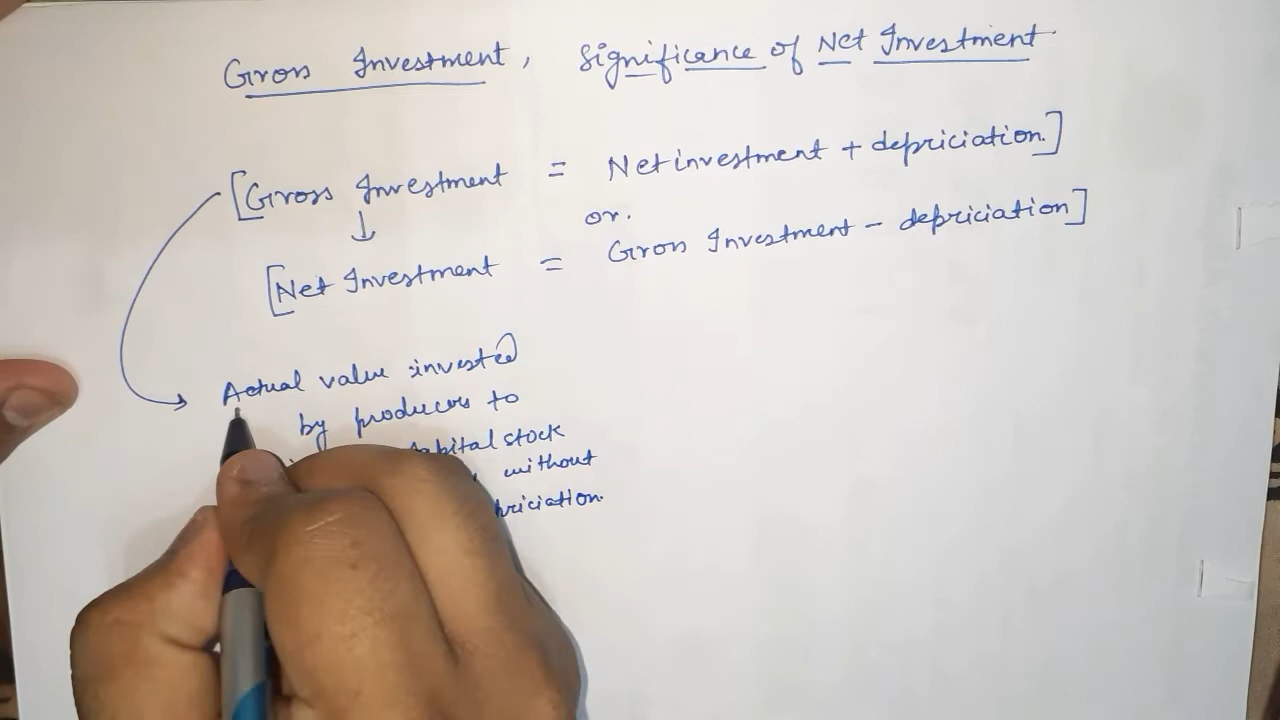 Gross Investment, Significance of Net Investment
[Gross Investment = Net investment + depriciation.]
or.
[Net Investment = Gross Investment - depriciation]
Actual value invested
by producers to
capital stock
without
priciation.